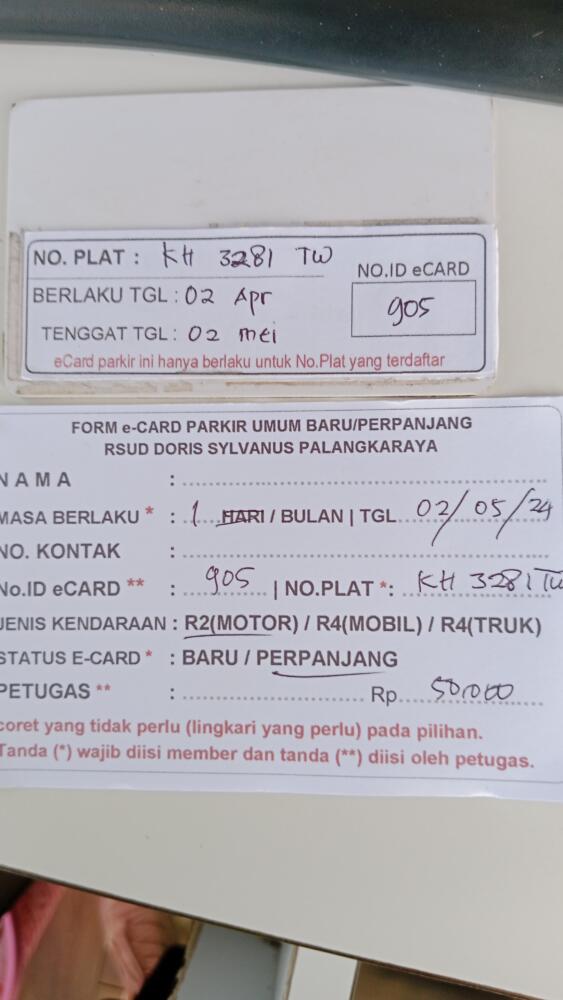 NO. PLAT : KH 3281 TW
NO.ID eCARD
BERLAKU TGL : 02 Apr
905
TENGGAT TGL : 02 mei
eCard parkir ini hanya berlaku untuk No.Plat yang terdaftar
FORM e-CARD PARKIR UMUM BARU/PERPANJANG
RSUD DORIS SYLVANUS PALANGKARAYA
NAMA :
MASA BERLAKU * : 1 HARI / BULAN | TGL 02/05/24
NO. KONTAK :
No.ID eCARD ** : 905 | NO.PLAT *: KH 3281 TW
JENIS KENDARAAN : R2(MOTOR) / R4(MOBIL) / R4(TRUK)
STATUS E-CARD * : BARU / PERPANJANG
PETUGAS ** : Rp. 50.000
coret yang tidak perlu (lingkari yang perlu) pada pilihan.
Tanda (*) wajib diisi member dan tanda (**) diisi oleh petugas.